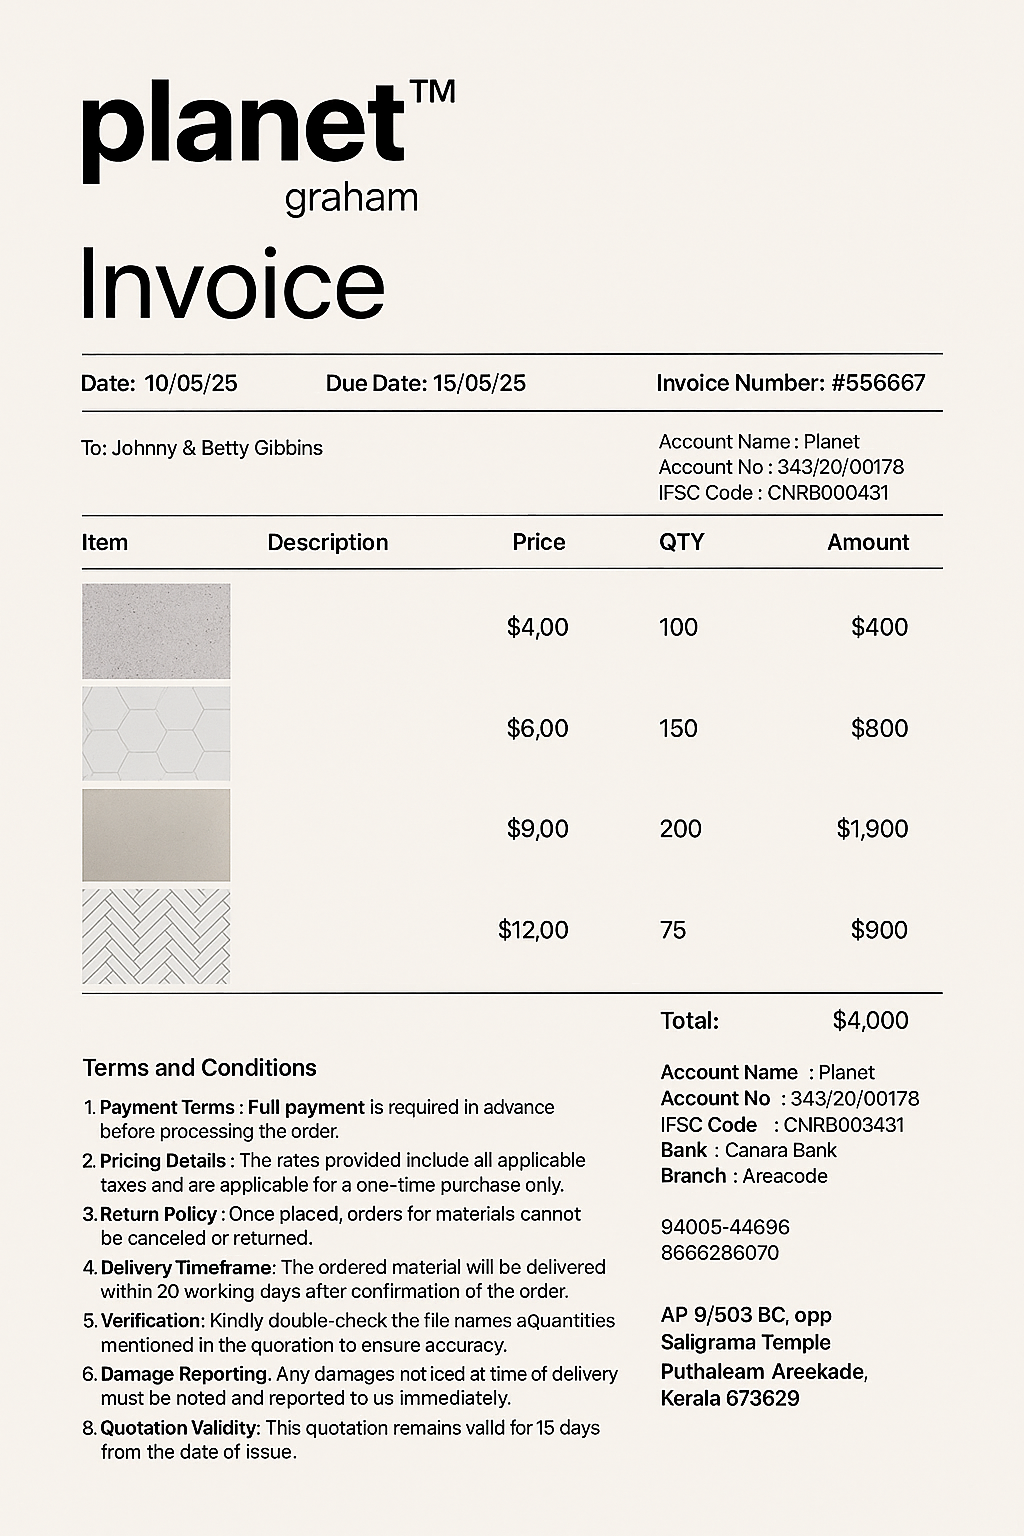 planet™
graham
Invoice
Date: 10/05/25 Due Date: 15/05/25 Invoice Number: #556667
To: Johnny & Betty Gibbins
Account Name : Planet
Account No : 343/20/00178
IFSC Code : CNRB000431
Item Description Price QTY Amount
$4,00 100 $400
$6,00 150 $800
$9,00 200 $1,900
$12,00 75 $900
Total: $4,000
Terms and Conditions
1. Payment Terms : Full payment is required in advance
before processing the order.
2. Pricing Details : The rates provided include all applicable
taxes and are applicable for a one-time purchase only.
3. Return Policy : Once placed, orders for materials cannot
be canceled or returned.
4. Delivery Timeframe: The ordered material will be delivered
within 20 working days after confirmation of the order.
5. Verification: Kindly double-check the file names aQuantities
mentioned in the quoration to ensure accuracy.
6. Damage Reporting. Any damages noticed at time of delivery
must be noted and reported to us immediately.
8. Quotation Validity: This quotation remains valld for 15 days
from the date of issue.
Account Name : Planet
Account No : 343/20/00178
IFSC Code : CNRB003431
Bank : Canara Bank
Branch : Areacode
94005-44696
8666286070
AP 9/503 BC, opp
Saligrama Temple
Puthaleam Areekade,
Kerala 673629